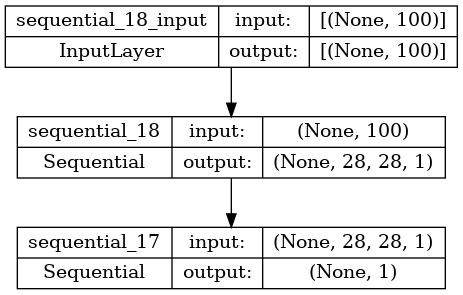 sequential_18_input input: [(None, 100)]
InputLayer output: [(None, 100)]
sequential_18 input: (None, 100)
Sequential output: (None, 28, 28, 1)
sequential_17 input: (None, 28, 28, 1)
Sequential output: (None, 1)